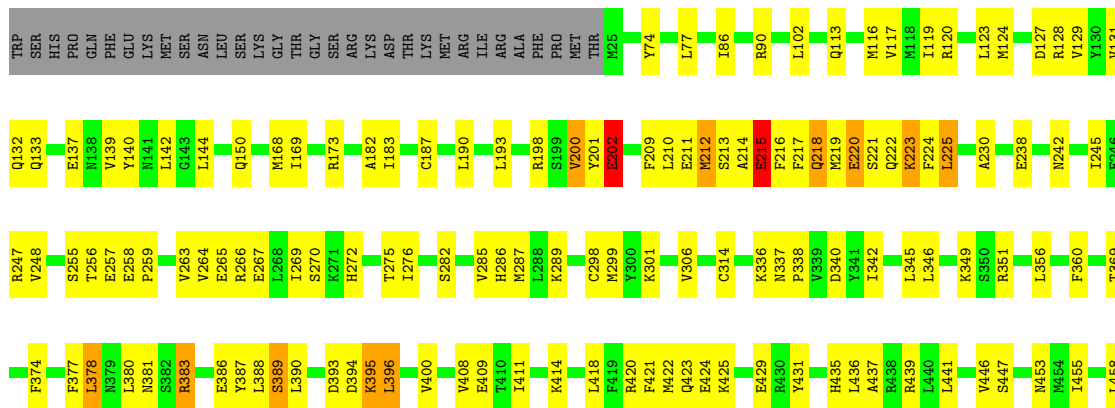 TRP SER HIS PRO GLN PHE GLU LYS MET SER ASN LEU SER LYS GLY THR GLY SER ARG LYS ASP THR LYS MET ARG ILE ARG ALA PHE PRO MET THR M25 Y74 L77 I86 R90 L102 Q113 M116 V117 M118 I119 R120 L123 M124 D127 R128 V129 Y130 V131
Q132 Q133 E137 N138 V139 Y140 N141 L142 G143 L144 Q150 M168 I169 R173 A182 I183 C187 L190 L193 R198 S199 V200 Y201 E202 F209 L210 E211 M212 S213 A214 E215 F216 F217 Q218 M219 E220 S221 Q222 K223 F224 L225 A230 E238 N242 I245 E246
R247 V248 S255 T256 E257 E258 P259 V263 V264 E265 R266 E267 L268 I269 S270 K271 H272 T275 I276 S282 V285 H286 M287 L288 K289 C298 M299 Y300 K301 V306 C314 K336 N337 P338 V339 D340 Y341 I342 L345 L346 K349 S350 R351 L356 F360 T369
F374 F377 L378 N379 L380 N381 S382 R383 E386 Y387 L388 S389 L390 D393 D394 K395 L396 V400 V408 E409 T410 I411 K414 L418 F419 R420 F421 M422 Q423 E424 K425 E429 R430 Y431 H435 L436 A437 R438 R439 L440 L441 V446 S447 N453 M454 I455